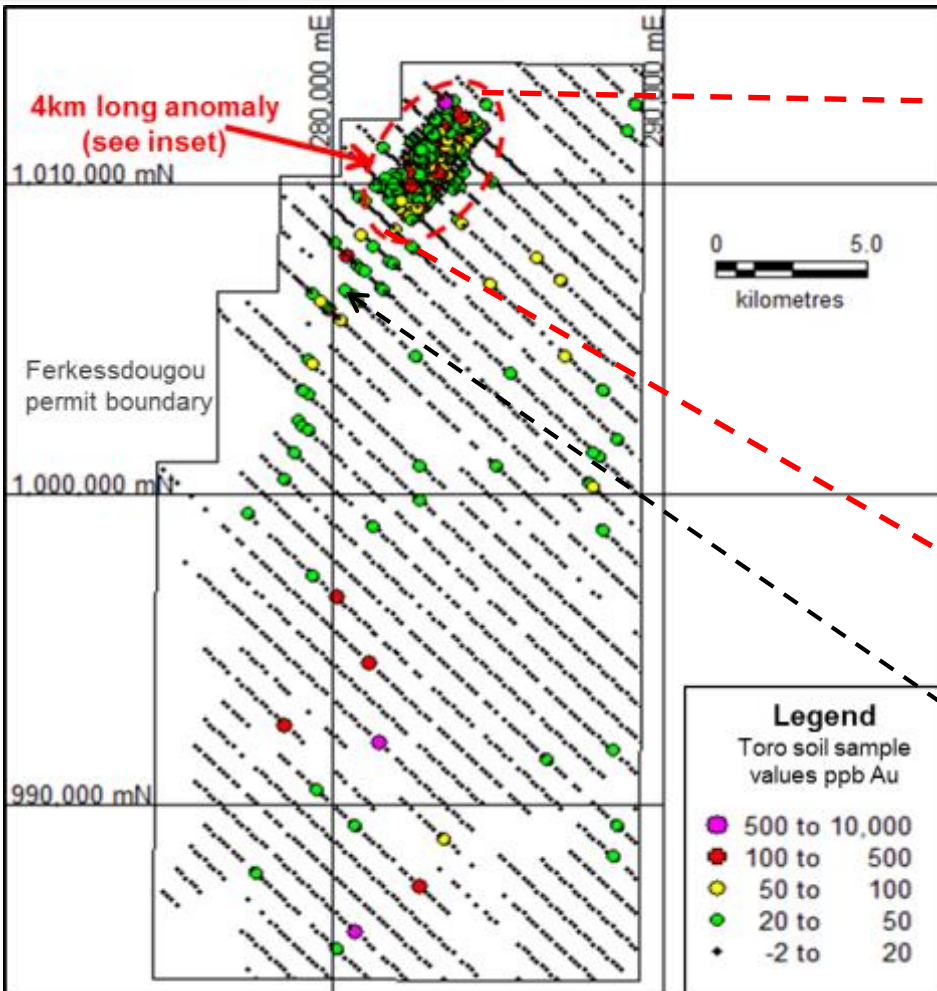 280,000 mE
290,000 mE
4km long anomaly
(see inset)
1,010,000 mN
0 5.0
kilometres
Ferkessdougou
permit boundary
1,000,000 mN
990,000 mN
Legend
Toro soil sample
values ppb Au
500 to 10,000
100 to 500
50 to 100
20 to 50
-2 to 20